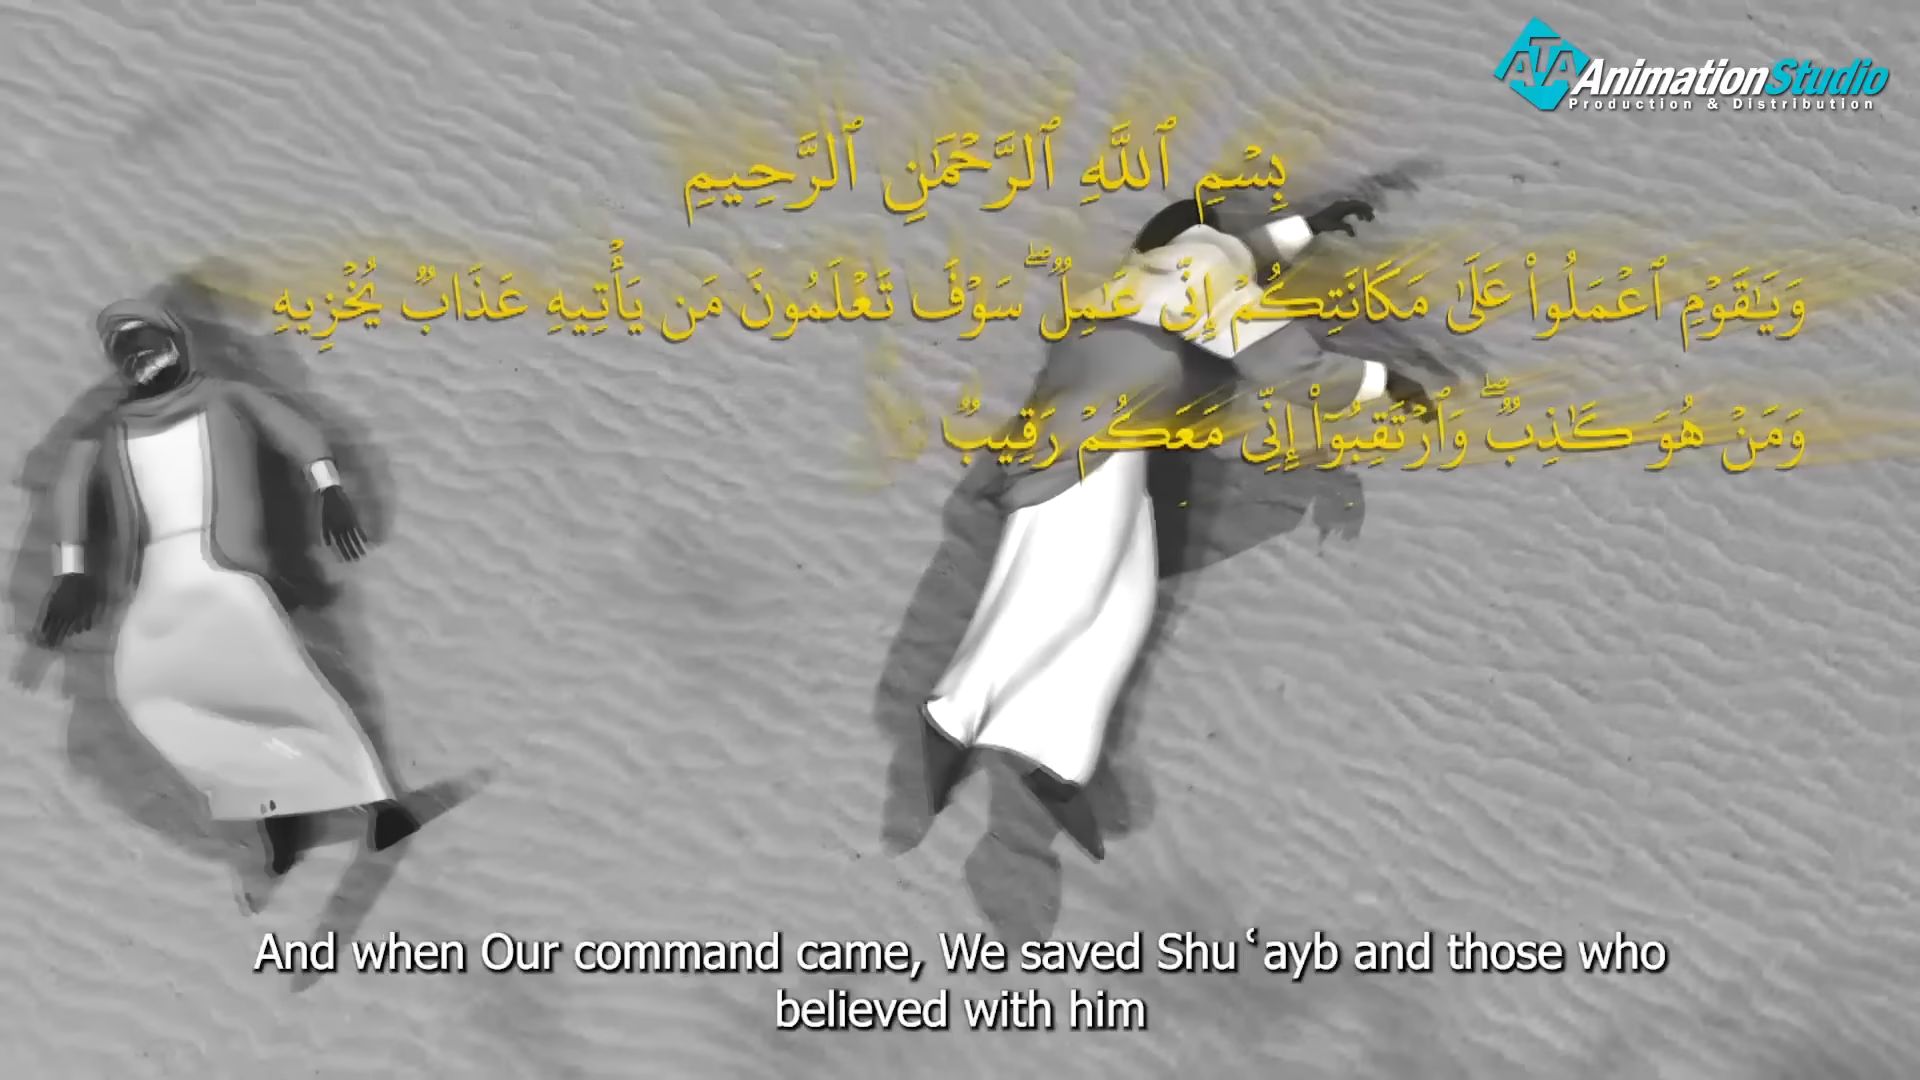 ATA AnimationStudio
Production & Distribution
بِسْمِ ٱللَّهِ ٱلرَّحْمَٰنِ ٱلرَّحِيمِ
وَيَٰقَوْمِ ٱعْمَلُوا۟ عَلَىٰ مَكَانَتِكُمْ إِنِّى عَٰمِلٌۭ ۖ سَوْفَ تَعْلَمُونَ مَن يَأْتِيهِ عَذَابٌۭ يُخْزِيهِ
وَمَنْ هُوَ كَٰذِبٌۭ ۖ وَٱرْتَقِبُوٓا۟ إِنِّى مَعَكُمْ رَقِيبٌۭ
And when Our command came, We saved Shuʿayb and those who
believed with him